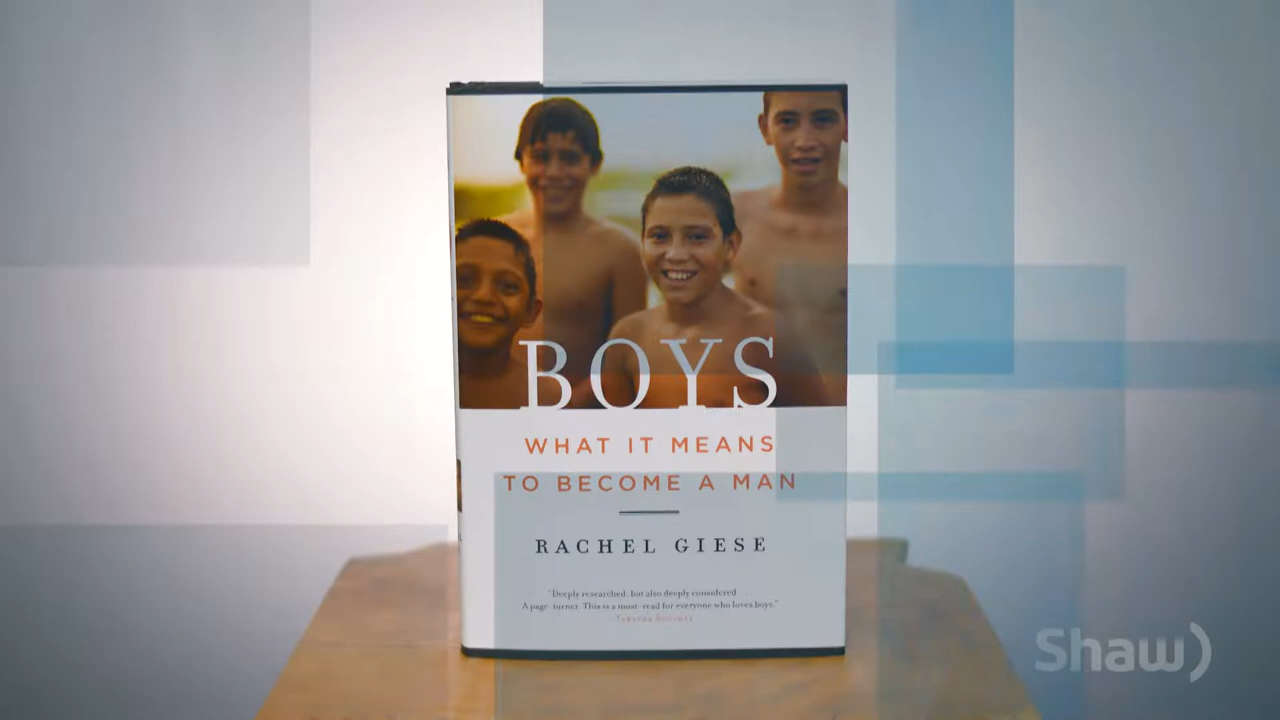 BOYS
WHAT IT MEANS
TO BECOME A MAN
RACHEL GIESE
"Deeply researched, but also deeply considered . . .
A page-turner. This is a must-read for everyone who loves boys."
Shaw)